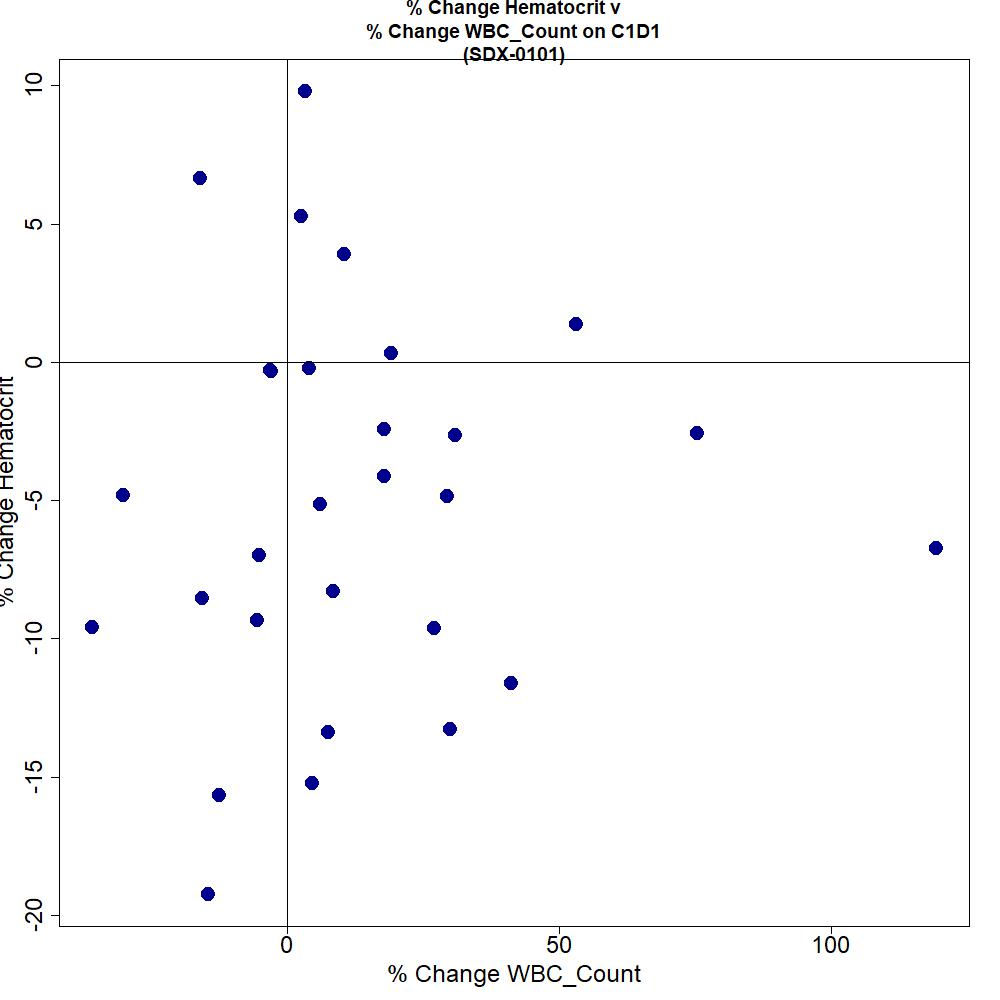 % Change Hematocrit v
% Change WBC_Count on C1D1
(SDX-0101)
10
5
0
-5
-10
-15
-20
% Change Hematocrit
0
50
100
% Change WBC_Count